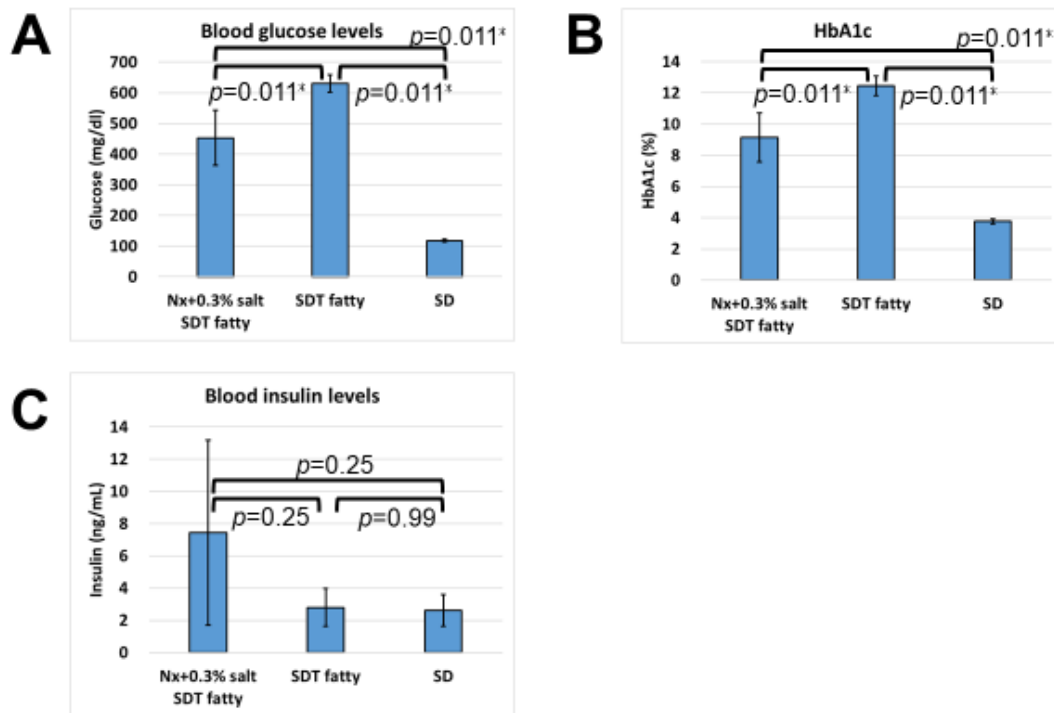 A
Blood glucose levels
p=0.011*
p=0.011*
p=0.011*
Glucose (mg/dl)
700
600
500
400
300
200
100
0
Nx+0.3% salt
SDT fatty
SDT fatty
SD
B
HbA1c
p=0.011*
p=0.011*
p=0.011*
HbA1c (%)
14
12
10
8
6
4
2
0
Nx+0.3% salt
SDT fatty
SDT fatty
SD
C
Blood insulin levels
p=0.25
p=0.25
p=0.99
Insulin (ng/mL)
14
12
10
8
6
4
2
0
Nx+0.3% salt
SDT fatty
SDT fatty
SD